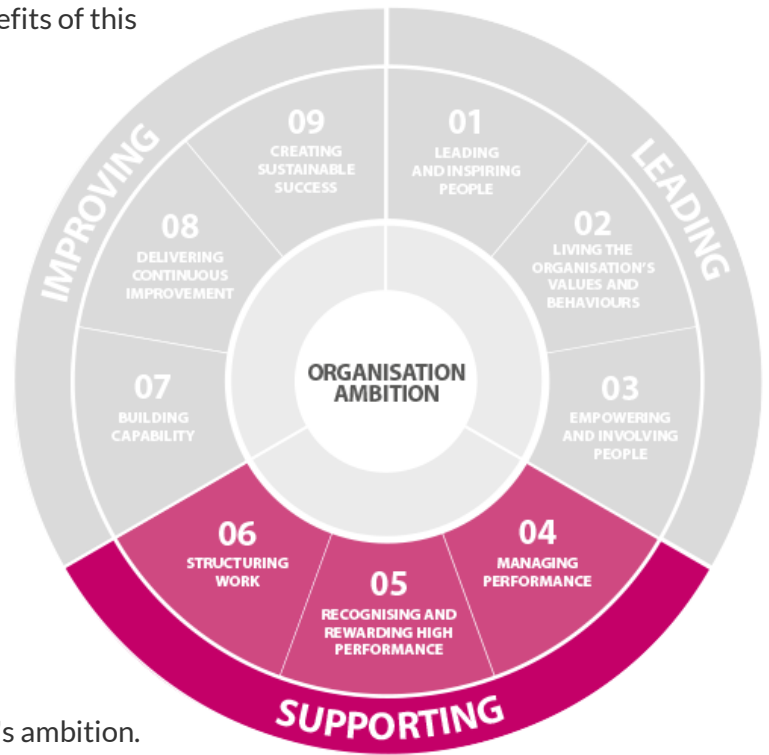 efits of this
IMPROVING
LEADING
09
CREATING
SUSTAINABLE
SUCCESS
01
LEADING
AND INSPIRING
PEOPLE
08
DELIVERING
CONTINUOUS
IMPROVEMENT
02
LIVING THE
ORGANISATION'S
VALUES AND
BEHAVIOURS
ORGANISATION
AMBITION
07
BUILDING
CAPABILITY
03
EMPOWERING
AND INVOLVING
PEOPLE
06
STRUCTURING
WORK
05
RECOGNISING AND
REWARDING HIGH
PERFORMANCE
04
MANAGING
PERFORMANCE
SUPPORTING
's ambition.